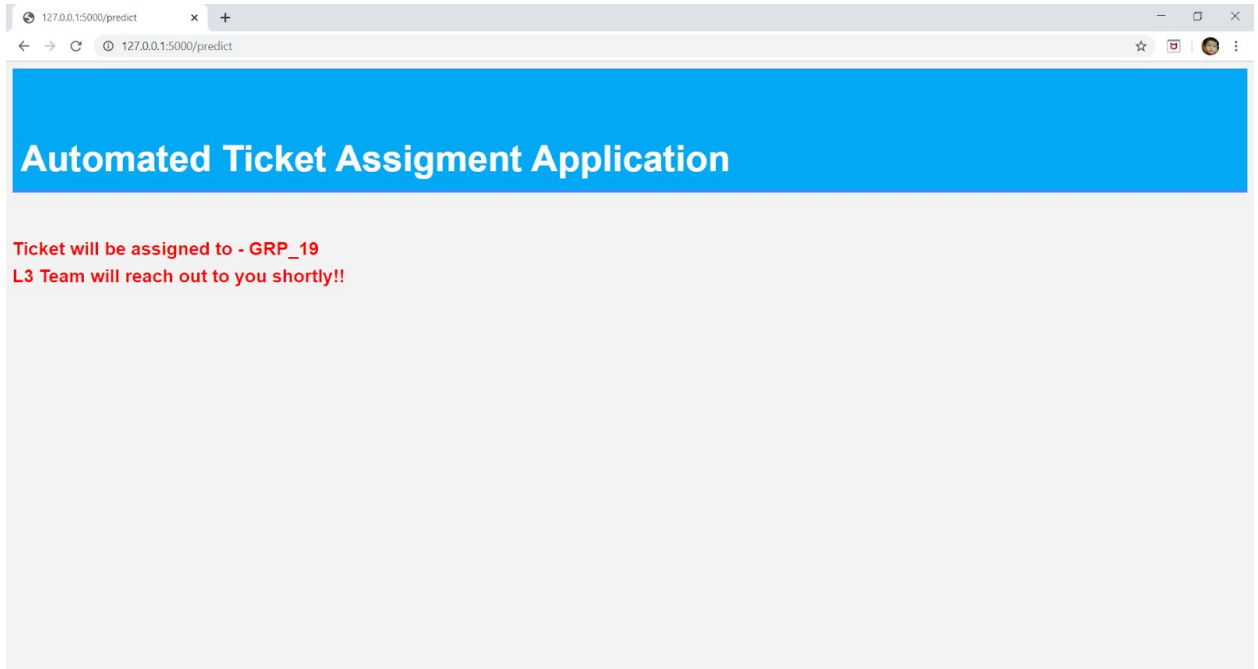 127.0.0.1:5000/predict
127.0.0.1:5000/predict
Automated Ticket Assigment Application
Ticket will be assigned to - GRP_19
L3 Team will reach out to you shortly!!